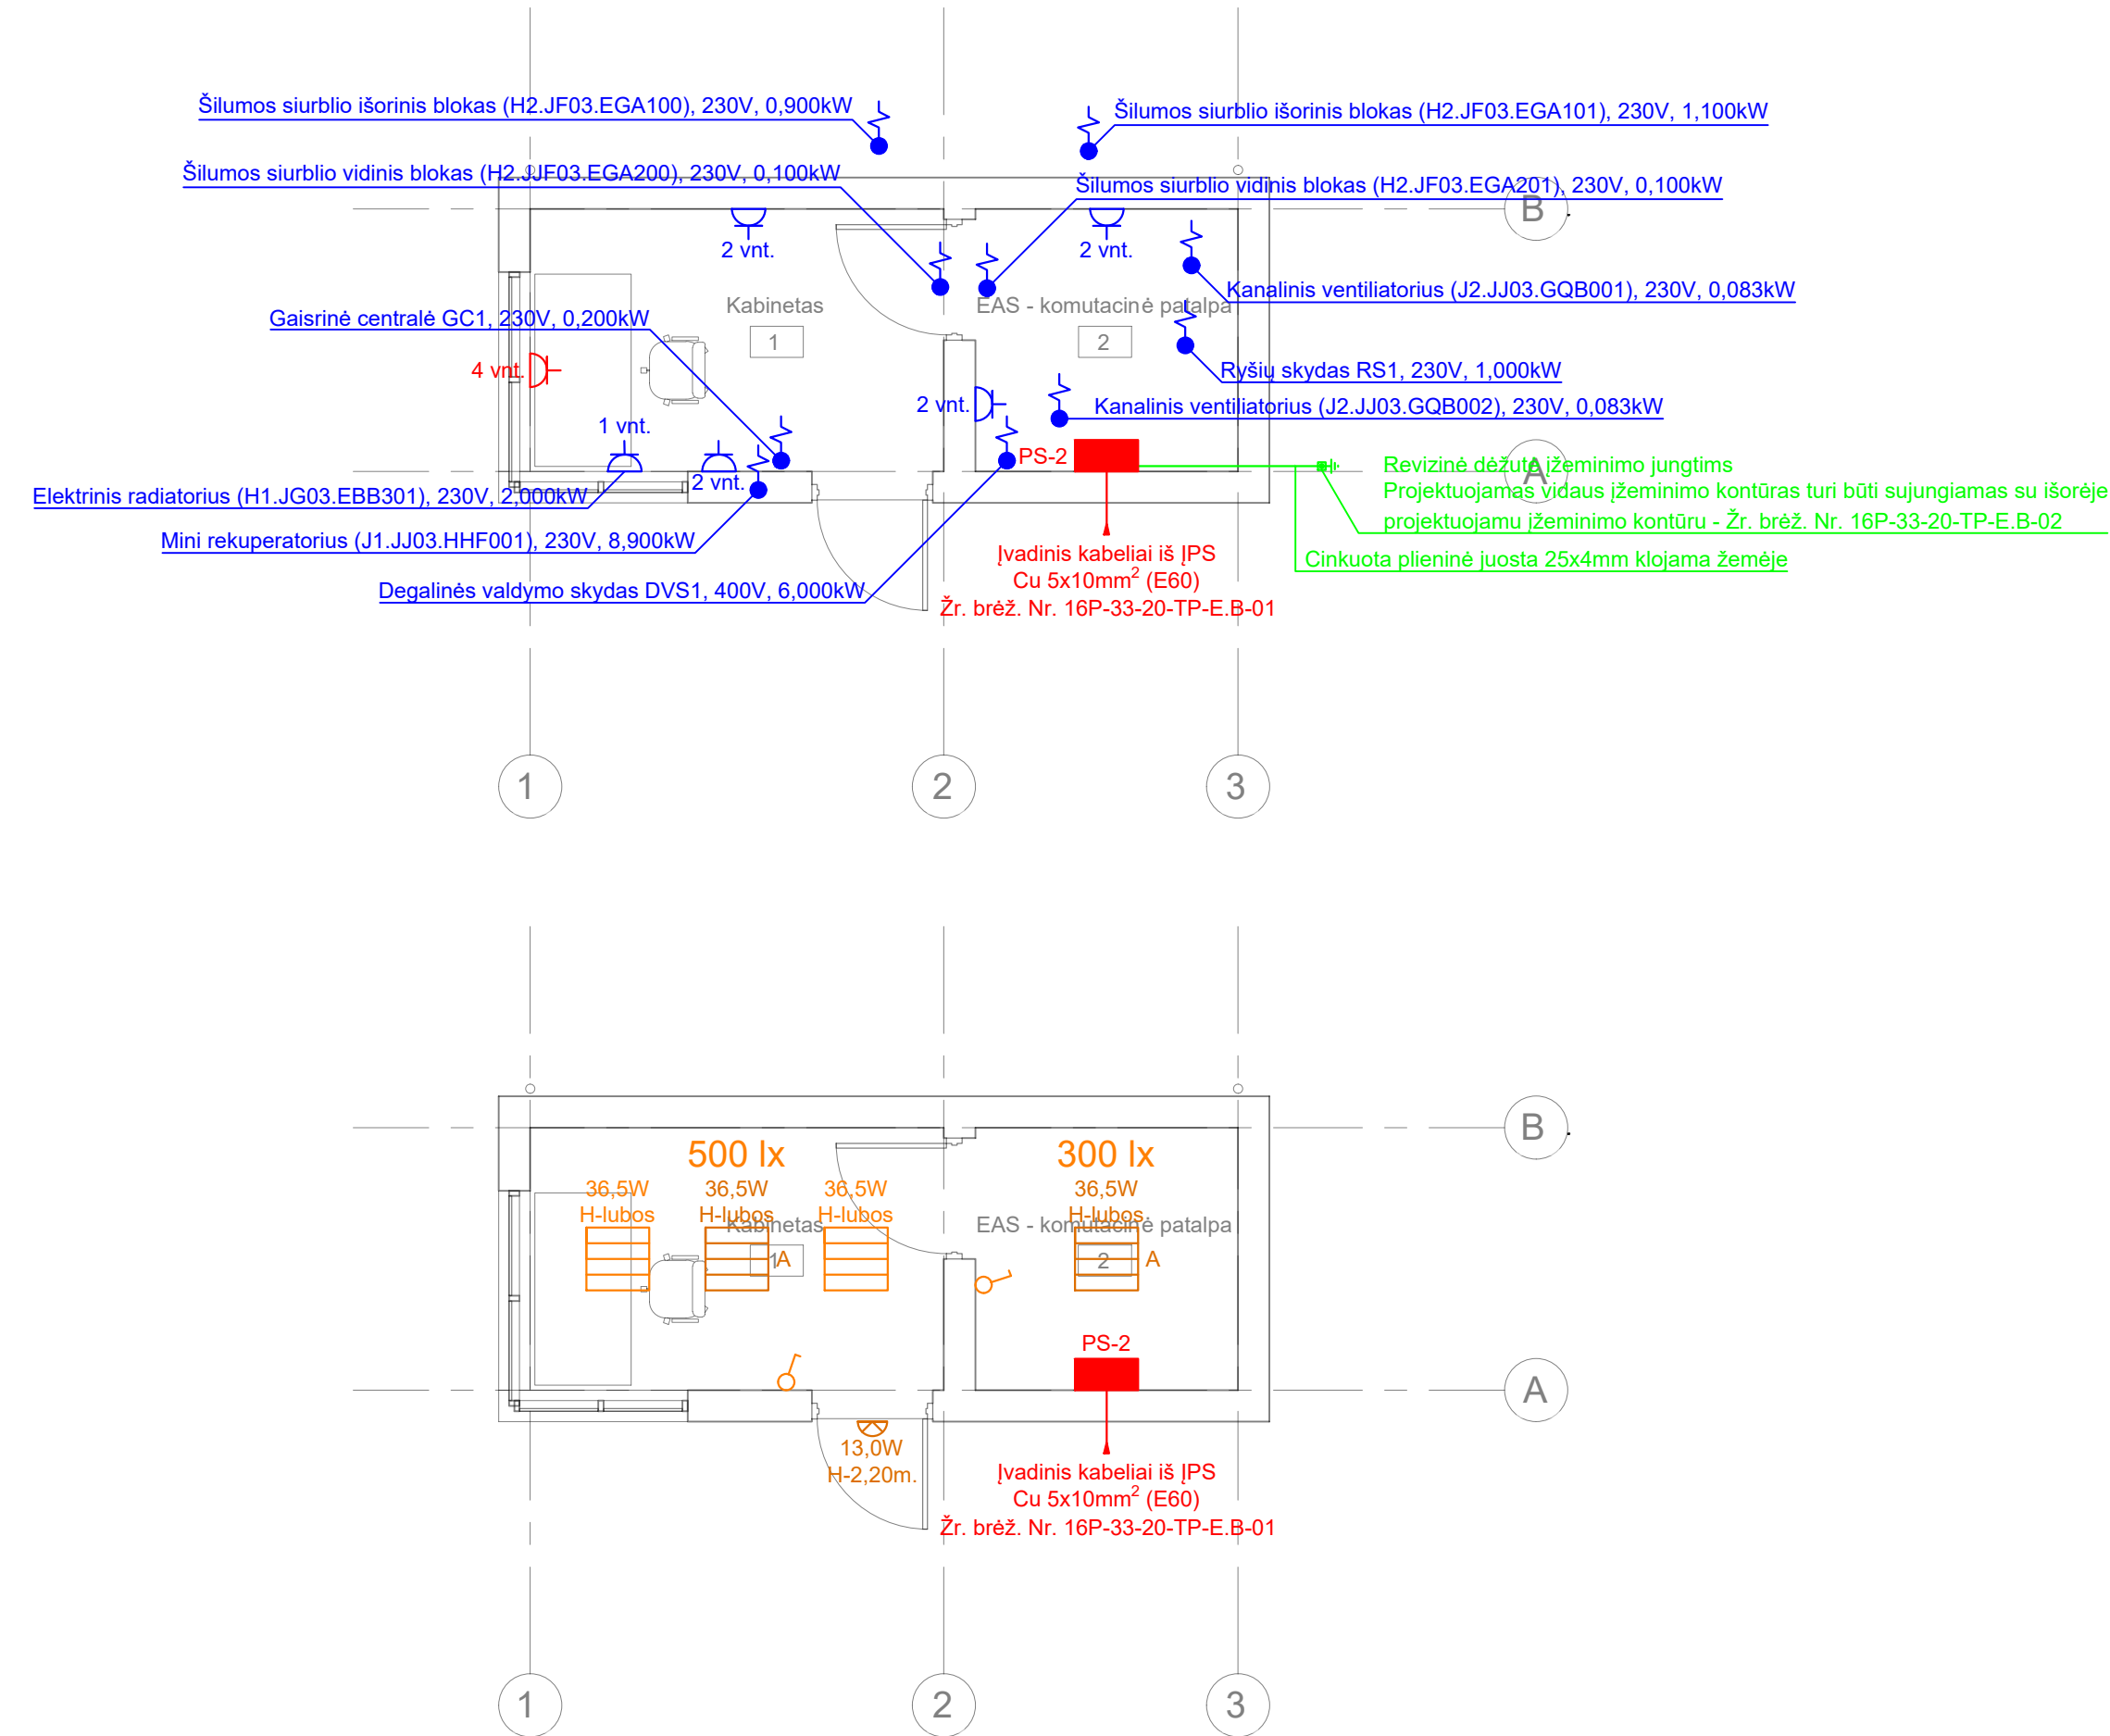 Šilumos siurblio išorinis blokas (H2.JF03.EGA100), 230V, 0,900kW
Šilumos siurblio išorinis blokas (H2.JF03.EGA101), 230V, 1,100kW
Šilumos siurblio vidinis blokas (H2.JJF03.EGA200), 230V, 0,100kW
Šilumos siurblio vidinis blokas (H2.JF03.EGA201), 230V, 0,100kW
B
2 vnt.
2 vnt.
Kanalinis ventiliatorius (J2.JJ03.GQB001), 230V, 0,083kW
Kabinetas
EAS - komutacinė patalpa
Gaisrinė centralė GC1, 230V, 0,200kW
1
2
4 vnt.
Ryšių skydas RS1, 230V, 1,000kW
2 vnt.
Kanalinis ventiliatorius (J2.JJ03.GQB002), 230V, 0,083kW
1 vnt.
PS-2
Revizinė dėžutė įžeminimo jungtims
A
2 vnt.
Projektuojamas vidaus įžeminimo kontūras turi būti sujungiamas su išorėje
projektuojamu įžeminimo kontūru - Žr. brėž. Nr. 16P-33-20-TP-E.B-02
Elektrinis radiatorius (H1.JG03.EBB301), 230V, 2,000kW
Mini rekuperatorius (J1.JJ03.HHF001), 230V, 8,900kW
Cinkuota plieninė juosta 25x4mm klojama žemėje
Įvadinis kabeliai iš ĮPS
Cu 5x10mm² (E60)
Žr. brėž. Nr. 16P-33-20-TP-E.B-01
Degalinės valdymo skydas DVS1, 400V, 6,000kW
1
2
3
B
500 lx
300 lx
36,5W
36,5W
36,5W
36,5W
H-lubos
H-lubos
H-lubos
H-lubos
Kabinetas
EAS - komutacinė patalpa
1
A
2
A
PS-2
A
13,0W
H-2,20m.
Įvadinis kabeliai iš ĮPS
Cu 5x10mm² (E60)
Žr. brėž. Nr. 16P-33-20-TP-E.B-01
1
2
3